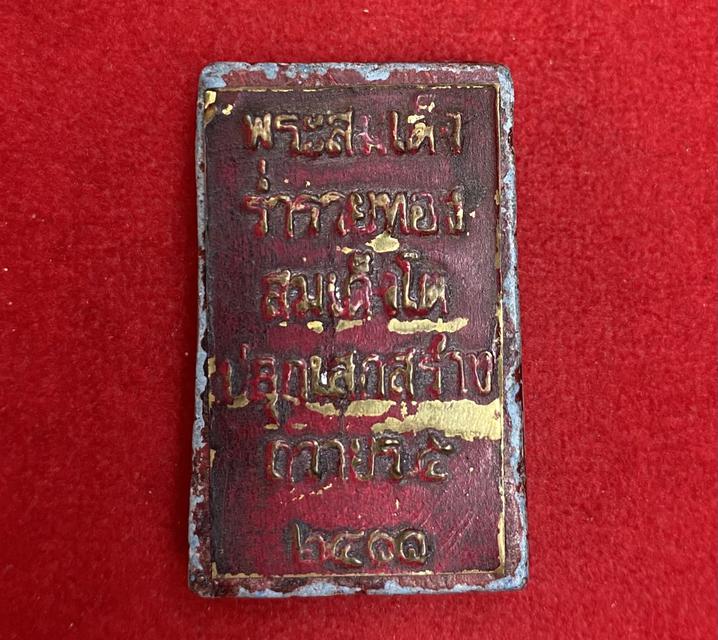 พระสมเด็จ
ร่ำรวยทอง
สมเด็จโต
ปลุกเสกสร้าง
ถวายวิ.๕
๒๔๑๑